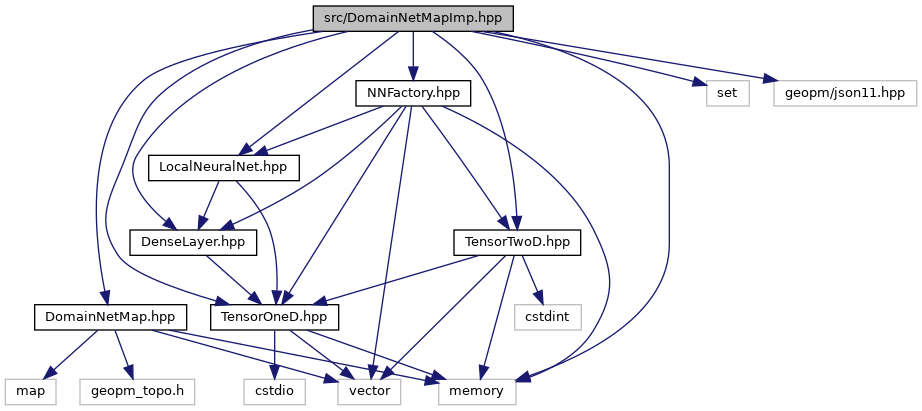 src/DomainNetMapImp.hpp
NNFactory.hpp
set
geopm/json11.hpp
LocalNeuralNet.hpp
DenseLayer.hpp
TensorTwoD.hpp
DomainNetMap.hpp
TensorOneD.hpp
cstdint
map
geopm_topo.h
cstdio
vector
memory